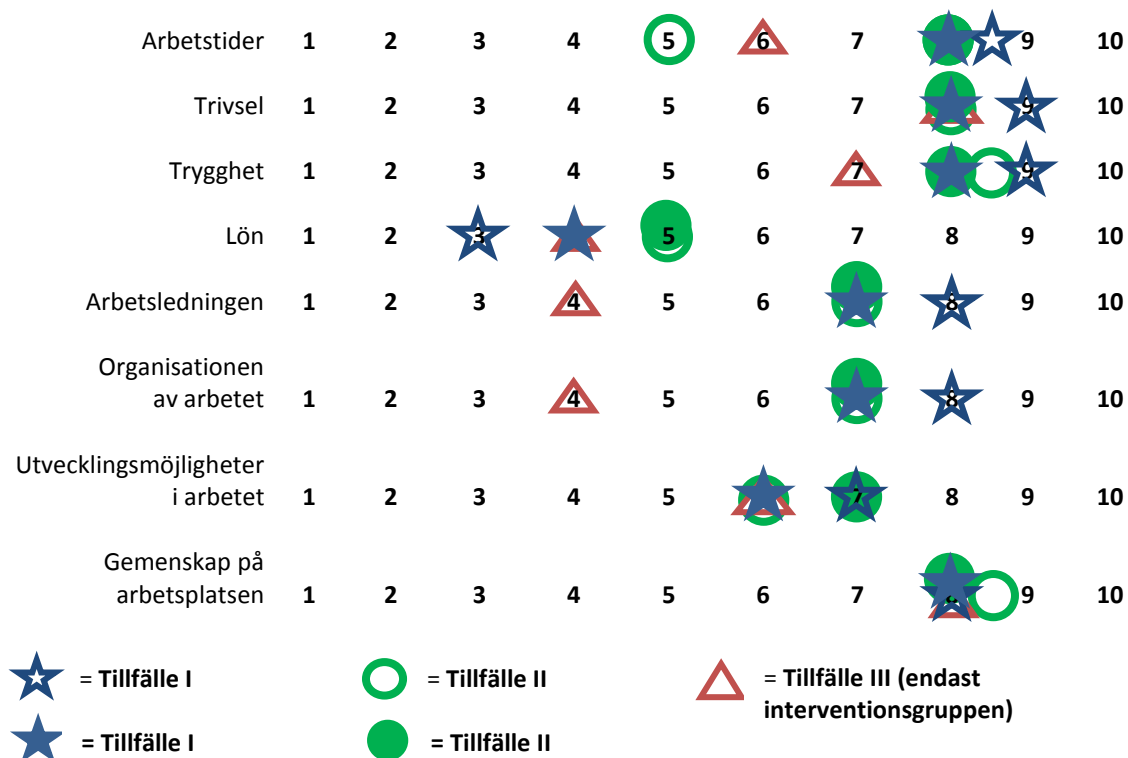 Arbetstider 1 2 3 4 5 6 7 9 10
Trivsel 1 2 3 4 5 6 7 9 10
Trygghet 1 2 3 4 5 6 7 9 10
Lön 1 2 3 5 6 7 8 9 10
Arbetsledningen 1 2 3 4 5 6 8 9 10
Organisationen
av arbetet 1 2 3 4 5 6 8 9 10
Utvecklingsmöjligheter
i arbetet 1 2 3 4 5 7 8 9 10
Gemenskap på
arbetsplatsen 1 2 3 4 5 6 7 9 10
= Tillfälle I
= Tillfälle II
= Tillfälle III (endast
interventionsgruppen)
= Tillfälle I
= Tillfälle II